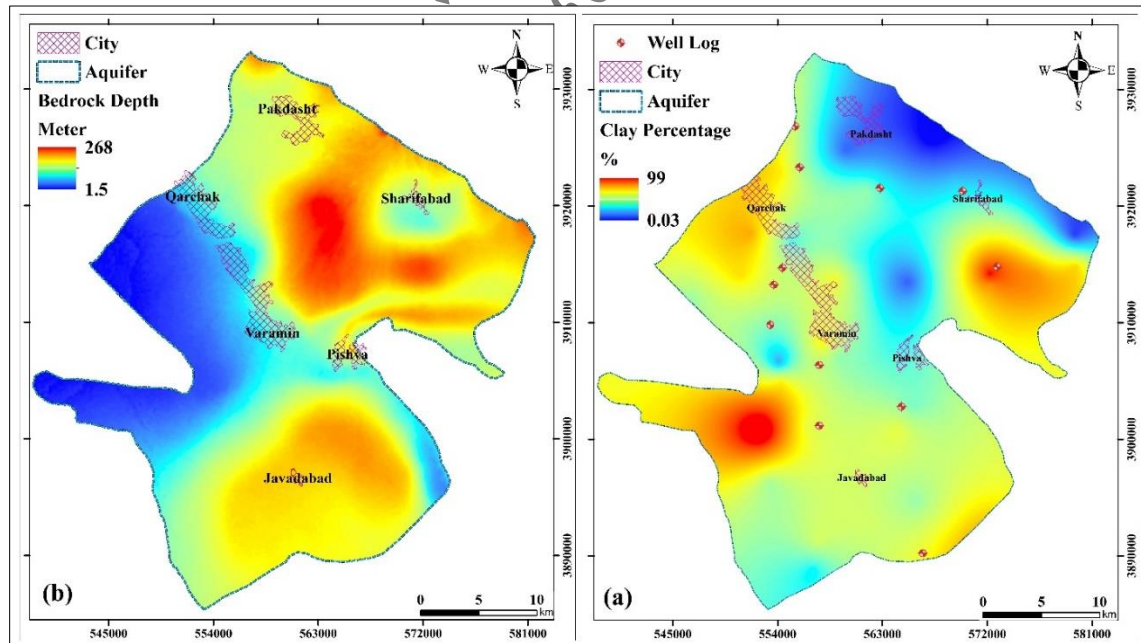 City
Aquifer
Bedrock Depth
Meter
268
1.5
N
W
E
S
Pakdasht
Qarchak
Sharifabad
Varamin
Pishva
Javadabad
(b)
0 5 10
km
545000 554000 563000 572000 581000
3930000
3920000
3910000
3900000
3890000
Well Log
City
Aquifer
Clay Percentage
%
99
0.03
N
W
E
S
Pakdasht
Qarchak
Sharifabad
Varamin
Pishva
Javadabad
(a)
0 5 10
km
545000 554000 563000 572000 581000
3930000
3920000
3910000
3900000
3890000